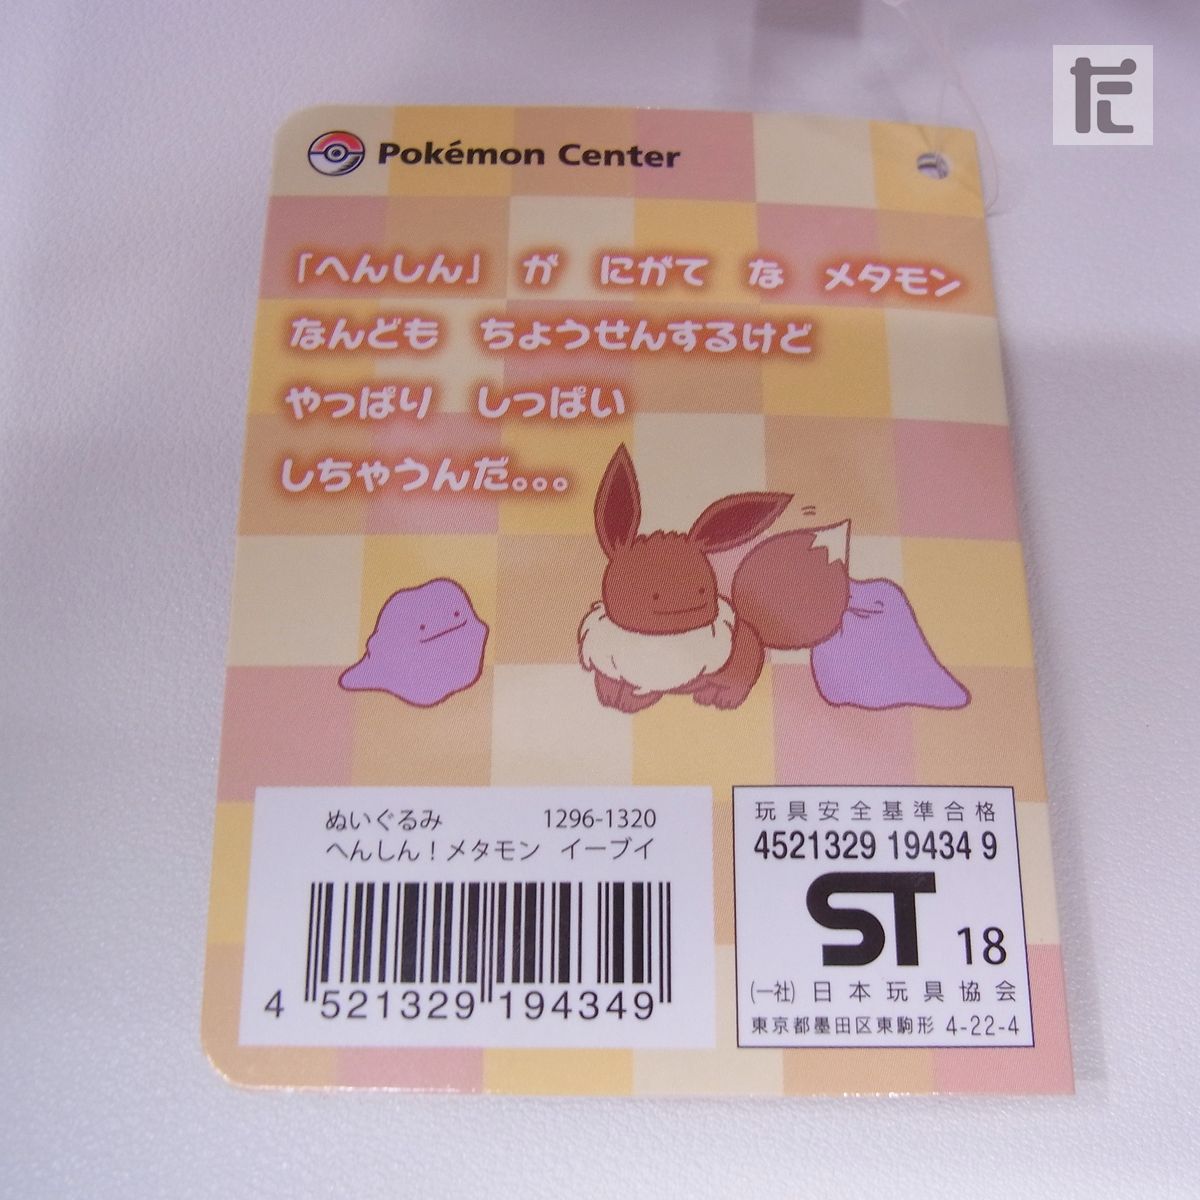 た
Pokémon Center
「へんしん」 が にがて な メタモン
なんども ちょうせんするけど
やっぱり しっぱい
しちゃうんだ。。。
ぬいぐるみ 1296-1320
へんしん！メタモン イーブイ
4 521329 194349
玩具安全基準合格
4521329 19434 9
ST 18
(一社) 日本玩具協会
東京都墨田区東駒形 4-22-4